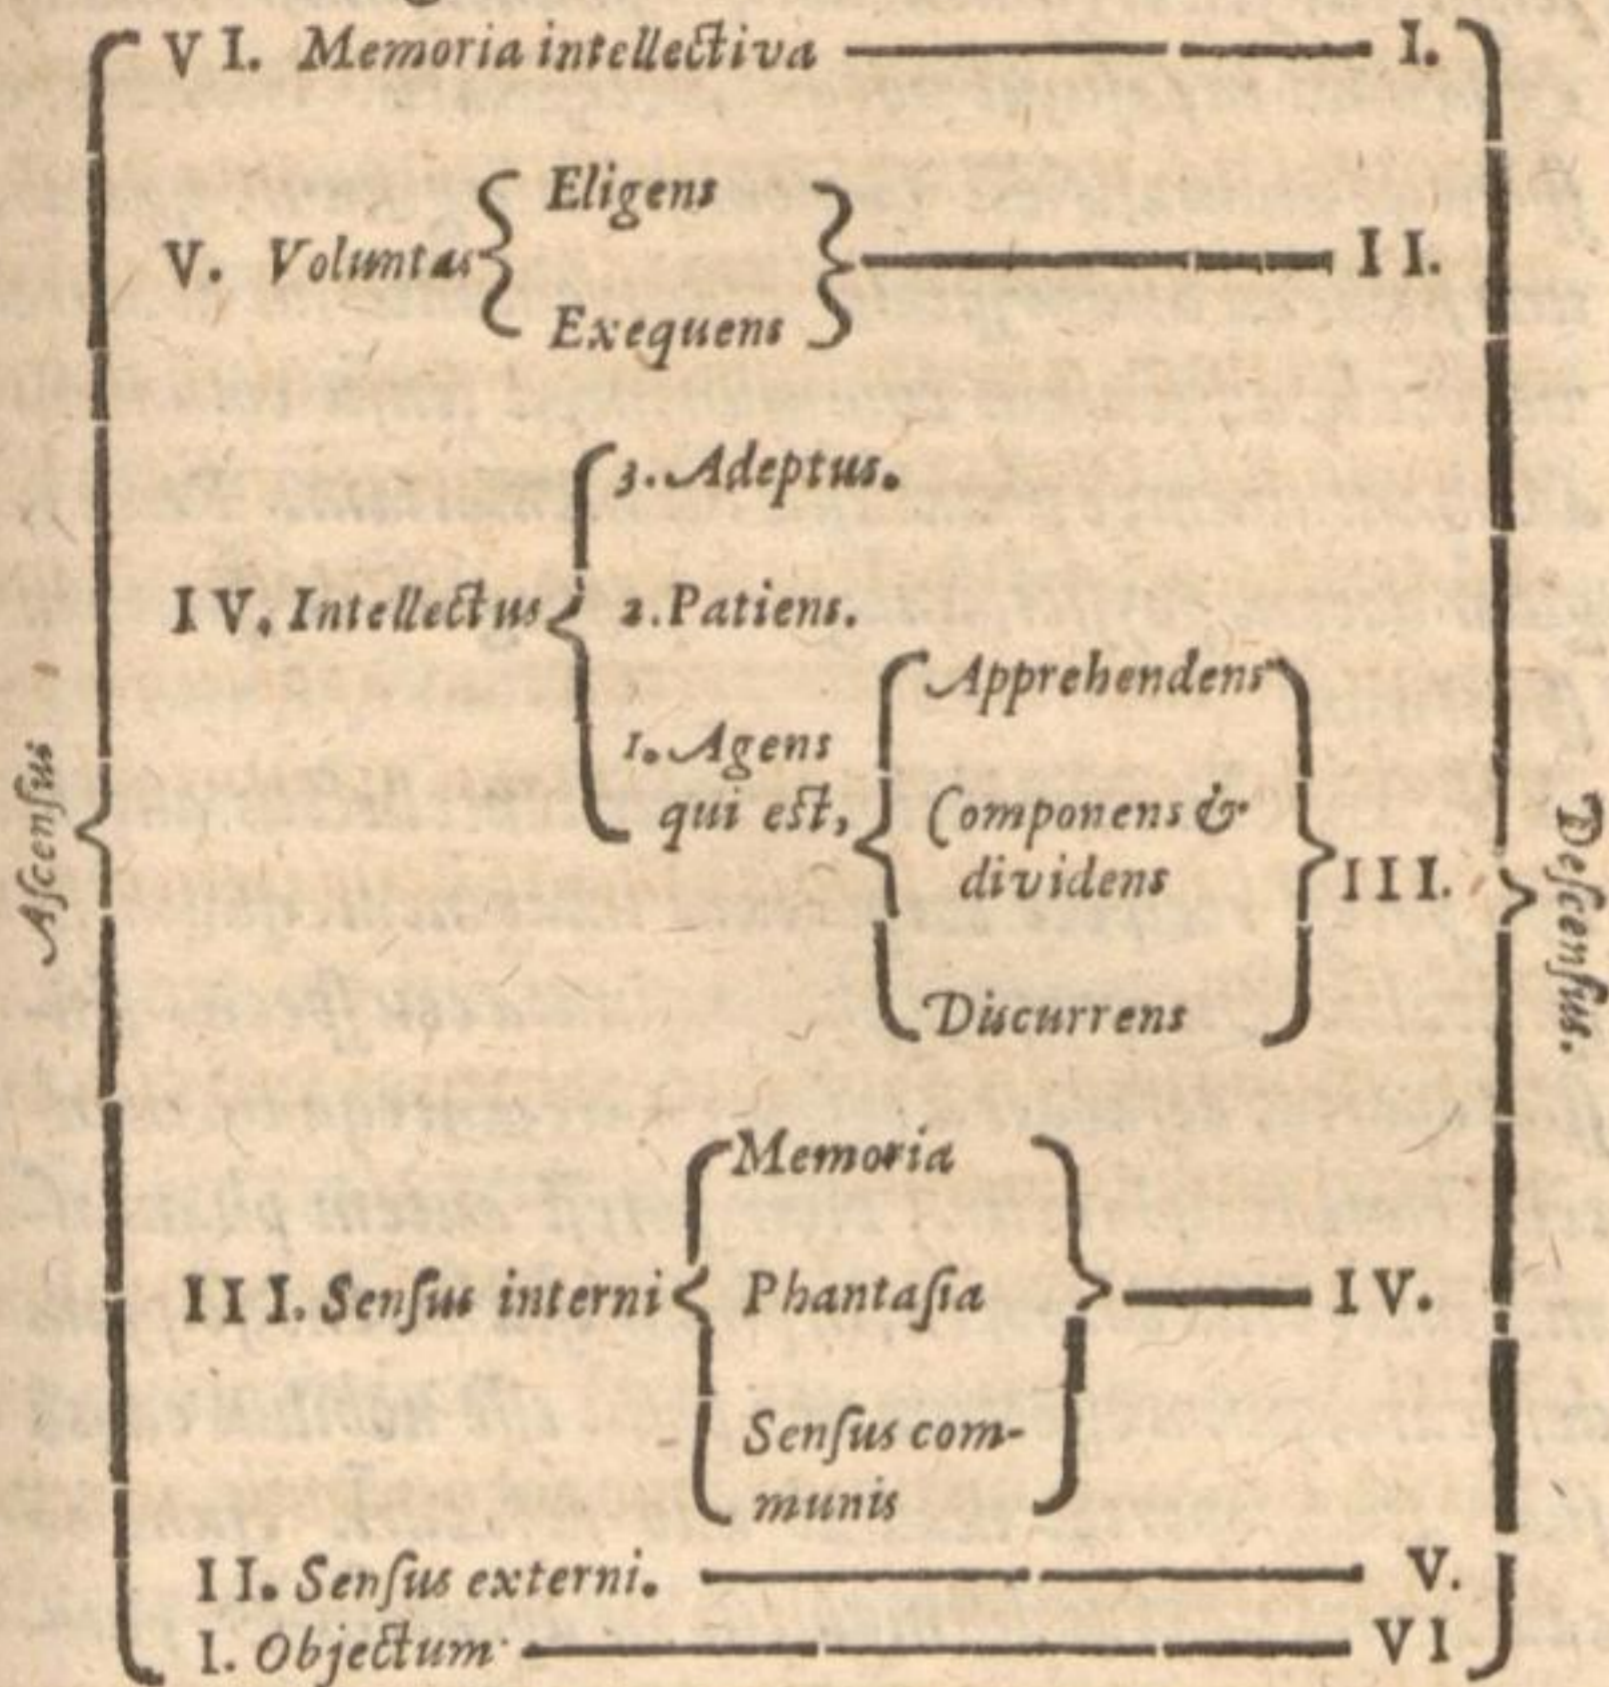 VI. Memoria intellectiva I.
Eligens
V. Voluntas II.
Exequens
3. Adeptus.
IV. Intellectus 2. Patiens.
Apprehendens
1. Agens
qui est, Componens &
dividens III.
Discurrens
Memoria
III. Senſus interni Phantaſia IV.
Senſus com-
munis
II. Senſus externi. V.
I. Objectum VI
Aſcenſus
Deſcenſus.